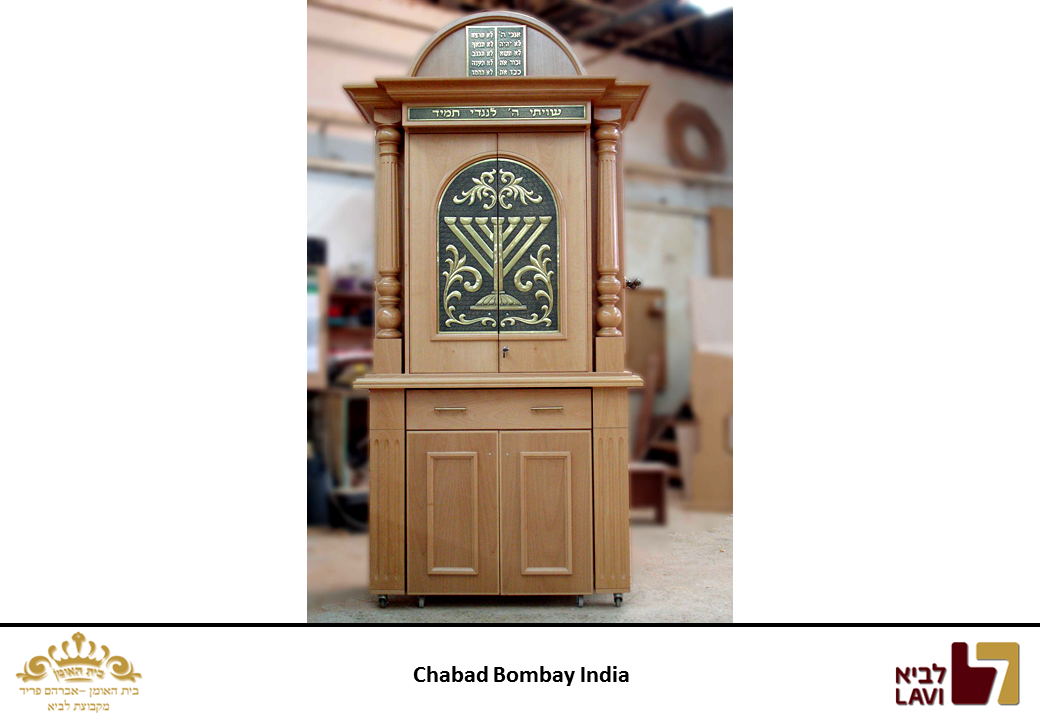 אנכי ה' לא תרצח
לא יהיה לא תנאף
לא תשא לא תגנב
זכור את לא תענה
כבד את לא תחמד
שויתי ה' לנגדי תמיד
בית האומן
בית האומן – אברהם פריד
מקבוצת לביא
Chabad Bombay India
לביא
LAVI